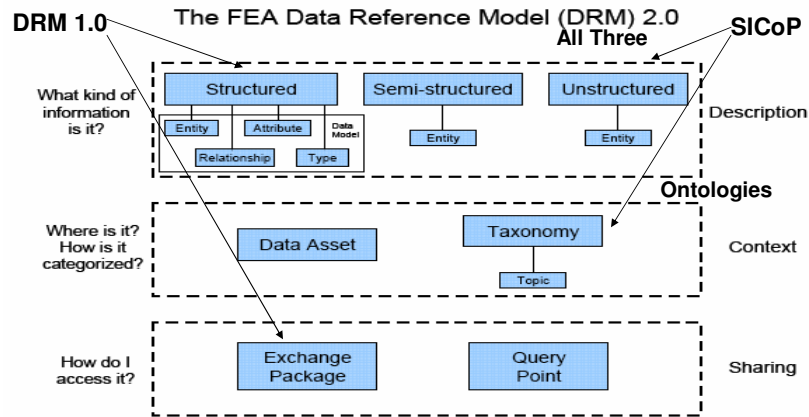 The FEA Data Reference Model (DRM) 2.0
DRM 1.0
All Three
SICoP
What kind of
information
is it?
Structured
Semi-structured
Unstructured
Description
Entity
Attribute
Data
Model
Relationship
Type
Entity
Entity
Ontologies
Where is it?
How is it
categorized?
Data Asset
Taxonomy
Context
Topic
How do I
access it?
Exchange
Package
Query
Point
Sharing